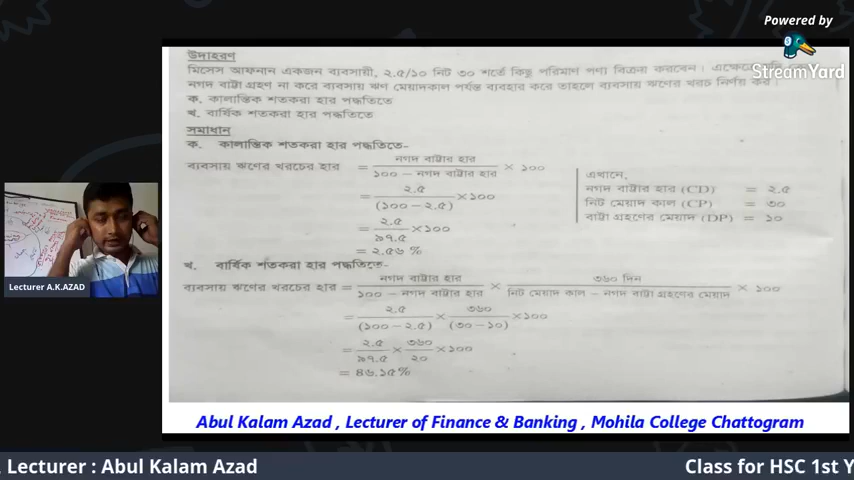 Powered by
StreamYard
উদাহরণ
মিসেস আফনান একজন ব্যবসায়ী, ২.৫/১০ নিট ৩০ শর্তে কিছু পরিমাণ পণ্য বিক্রয় করবেন। এক্ষেত্রে
নগদ বাট্টা গ্রহণ না করে ব্যবসায় ঋণ মেয়াদকাল পর্যন্ত ব্যবহার করে তাহলে ব্যবসায় ঋণের খরচ নির্ণয় কর।
ক. কালান্তিক শতকরা হার পদ্ধতিতে
খ. বার্ষিক শতকরা হার পদ্ধতিতে
সমাধান
ক. কালান্তিক শতকরা হার পদ্ধতিতে-
ব্যবসায় ঋণের খরচের হার = নগদ বাট্টার হার / ১০০ − নগদ বাট্টার হার × ১০০
= ২.৫ / (১০০ − ২.৫) × ১০০
= ২.৫ / ৯৭.৫ × ১০০
= ২.৫৬ %
এখানে,
নগদ বাট্টার হার (CD) = ২.৫
নিট মেয়াদ কাল (CP) = ৩০
বাট্টা গ্রহণের মেয়াদ (DP) = ১০
খ. বার্ষিক শতকরা হার পদ্ধতিতে-
ব্যবসায় ঋণের খরচের হার = নগদ বাট্টার হার / ১০০ − নগদ বাট্টার হার × ৩৬০ দিন / নিট মেয়াদ কাল − নগদ বাট্টা গ্রহণের মেয়াদ × ১০০
= ২.৫ / (১০০ − ২.৫) × ৩৬০ / (৩০ − ১০) × ১০০
= ২.৫ / ৯৭.৫ × ৩৬০ / ২০ × ১০০
= ৪৬.১৫%
Lecturer A.K.AZAD
Abul Kalam Azad , Lecturer of Finance & Banking , Mohila College Chattogram
Lecturer : Abul Kalam Azad
Class for HSC 1st Y